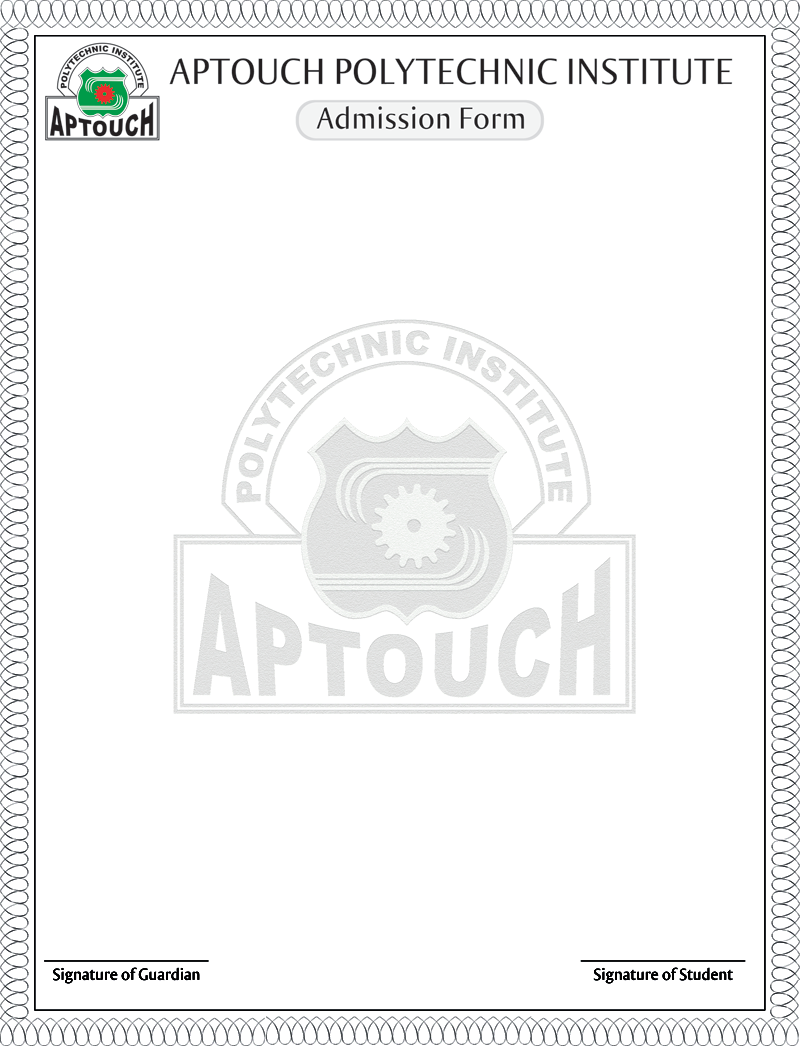 POLYTECHNIC INSTITUTE
APTOUCH
APTOUCH POLYTECHNIC INSTITUTE
Admission Form
POLYTECHNIC INSTITUTE
APTOUCH
Signature of Guardian
Signature of Student